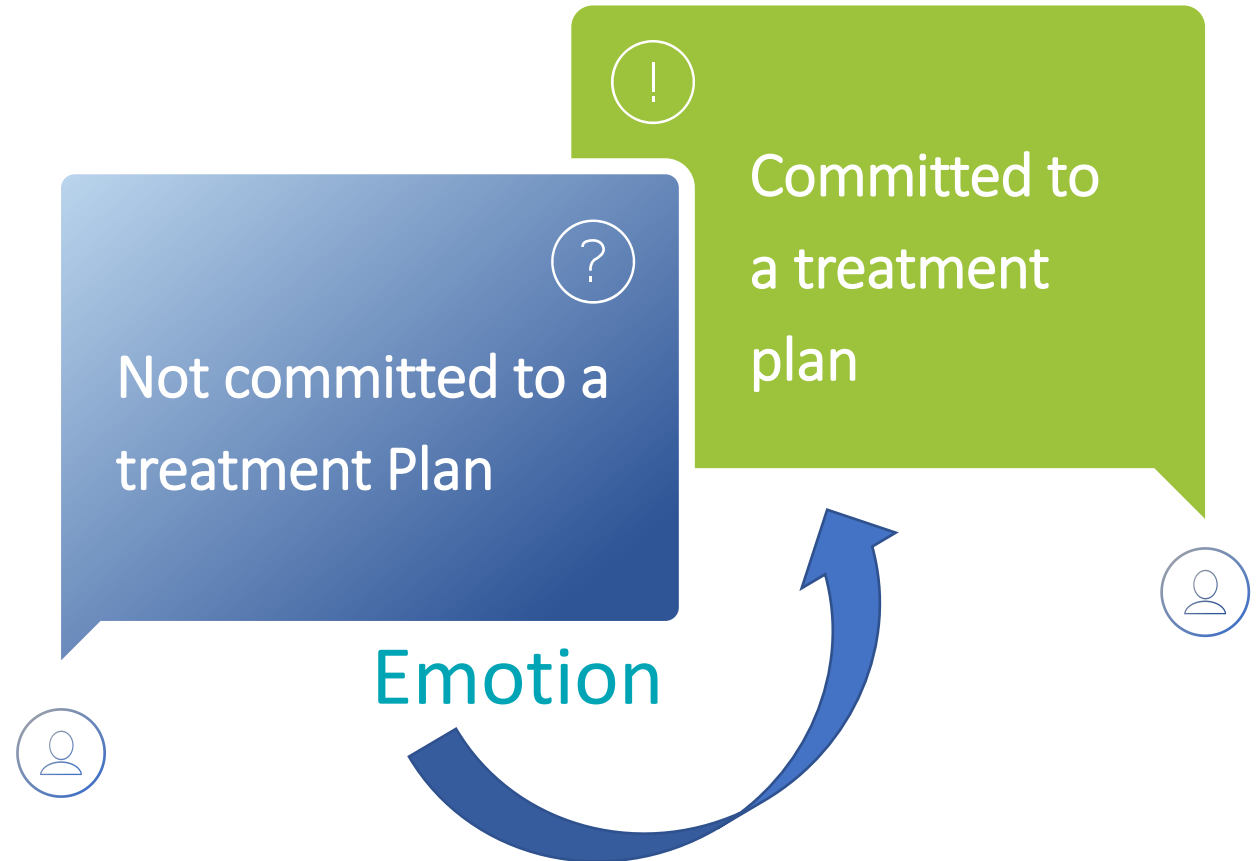 !
Committed to
a treatment
plan
?
Not committed to a
treatment Plan
Emotion